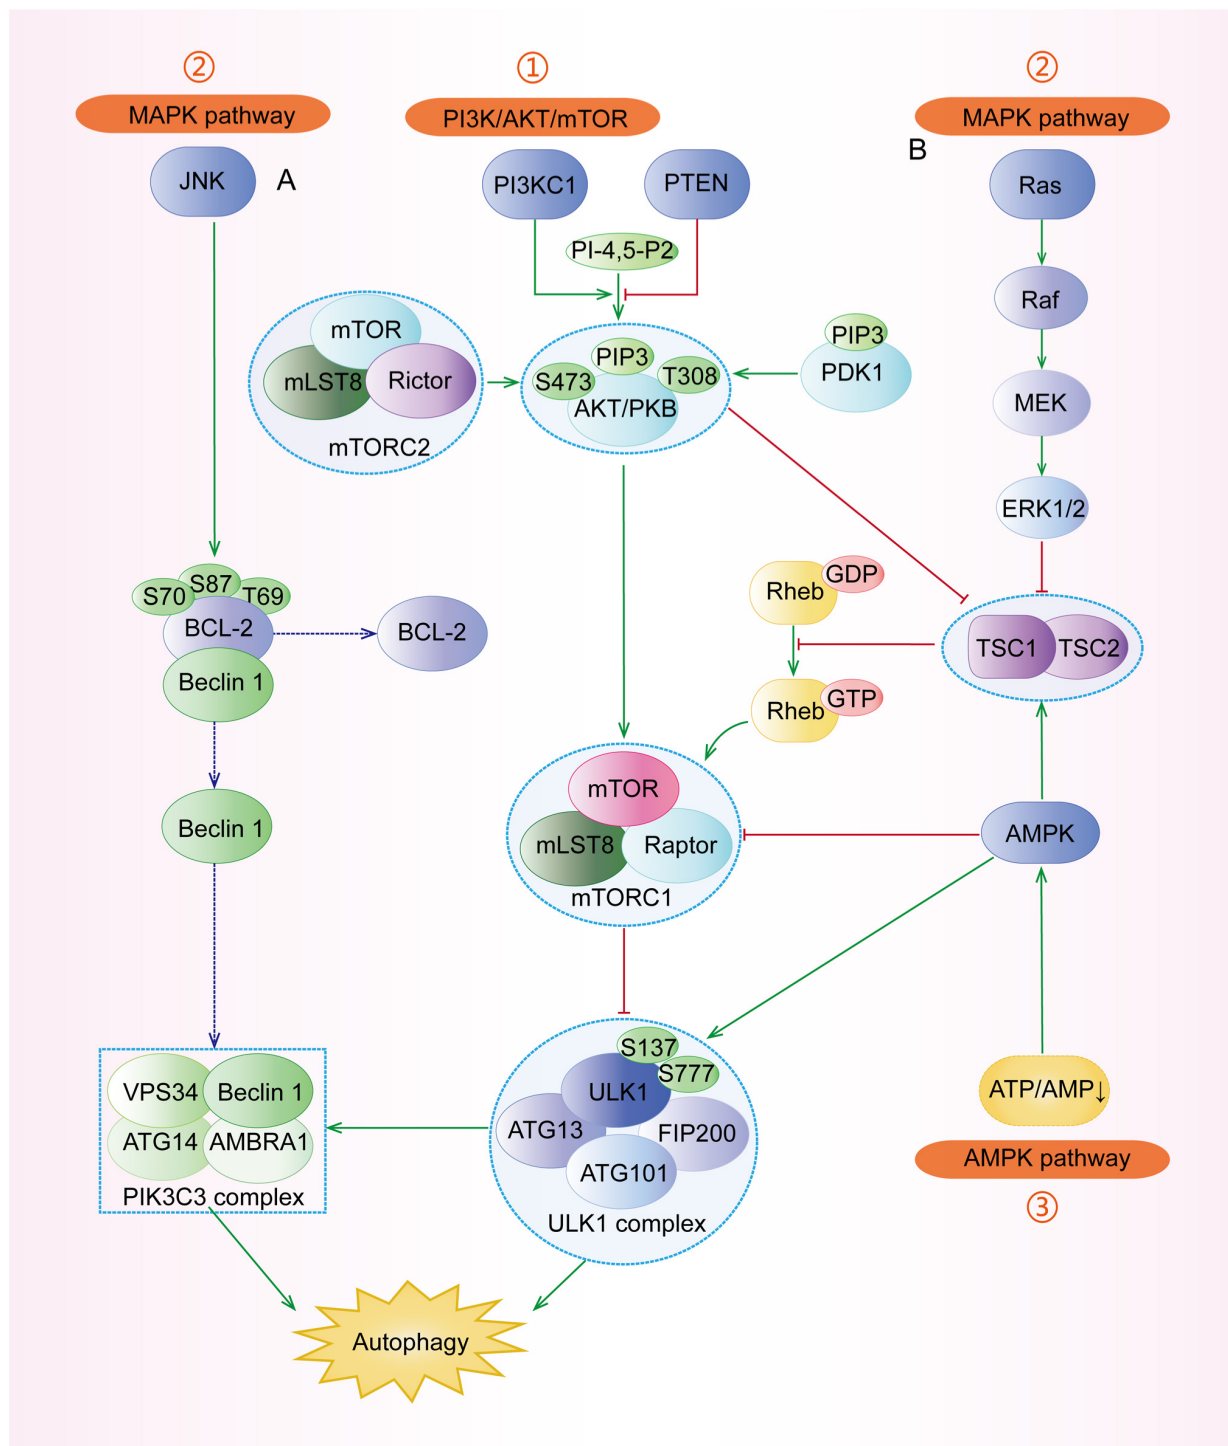 ②
①
②
MAPK pathway
PI3K/AKT/mTOR
MAPK pathway
B
JNK
A
PI3KC1
PTEN
Ras
PI-4,5-P2
Raf
mTOR
mLST8
Rictor
mTORC2
PIP3
S473
T308
AKT/PKB
PIP3
PDK1
MEK
ERK1/2
S70
S87
T69
BCL-2
BCL-2
Beclin 1
Rheb
GDP
TSC1
TSC2
Rheb
GTP
Beclin 1
mTOR
mLST8
Raptor
mTORC1
AMPK
S137
S777
ULK1
ATG13
FIP200
ATG101
ULK1 complex
VPS34
Beclin 1
ATG14
AMBRA1
PIK3C3 complex
ATP/AMP↓
AMPK pathway
③
Autophagy